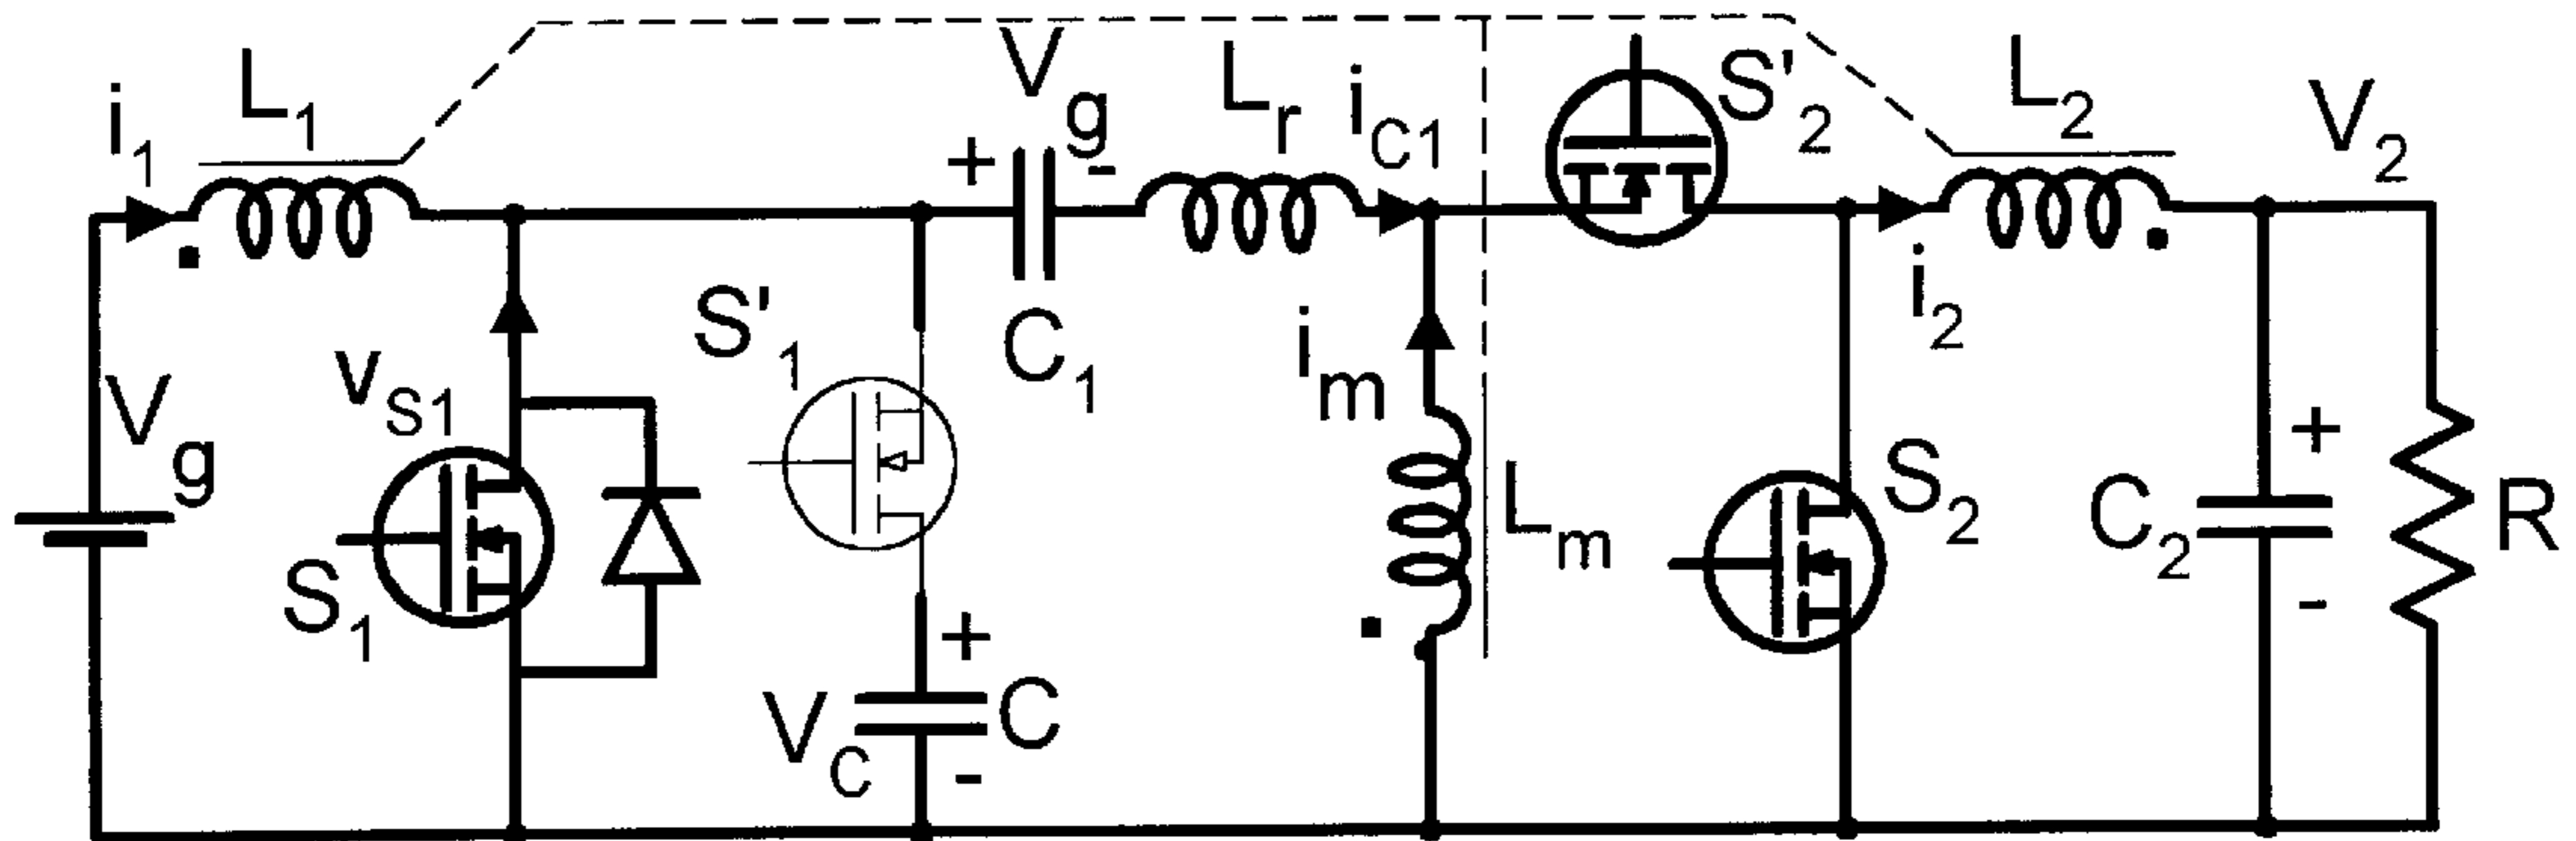 i1
L1
Vg
+ -
Lr
iC1
S'2
L2
V2
i2
Vg
vS1
S1
S'1
C1
im
Lm
S2
C2
+
-
R
VC
+
-
C